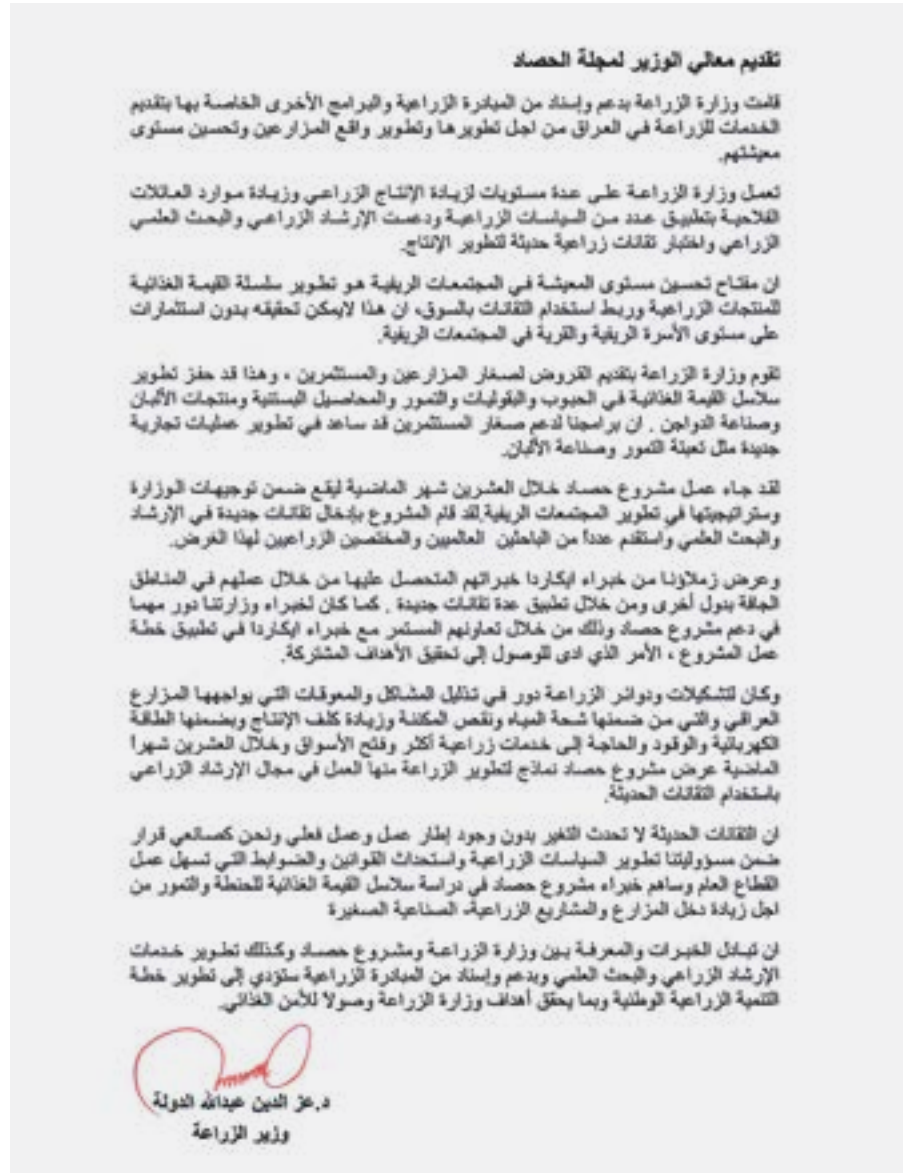 تقديم معالي الوزير لمجلة الحصاد
قامت وزارة الزراعة بدعم وإسناد من المبادرة الزراعية والبرامج الأخرى الخاصة بها بتقديم
الخدمات للزراعة في العراق من اجل تطويرها وتطوير واقع المزارعين وتحسين مستوى
معيشتهم.
تعمل وزارة الزراعة على عدة مستويات لزيادة الإنتاج الزراعي وزيادة موارد العائلات
الفلاحية بتطبيق عدد من السياسات الزراعية ودعمت الإرشاد الزراعي والبحث العلمي
الزراعي واختبار تقانات زراعية حديثة لتطوير الإنتاج.
ان مفتاح تحسين مستوى المعيشة في المجتمعات الريفية هو تطوير سلسلة القيمة الغذائية
للمنتجات الزراعية وربط استخدام التقانات بالسوق، ان هذا لايمكن تحقيقه بدون استثمارات
على مستوى الأسرة الريفية والقرية في المجتمعات الريفية.
تقوم وزارة الزراعة بتقديم القروض لصغار المزارعين والمستثمرين ، وهذا قد حفز تطوير
سلاسل القيمة الغذائية في الحبوب والبقوليات والتمور والمحاصيل البستنية ومنتجات الألبان
وصناعة الدواجن . ان برامجنا لدعم صغار المستثمرين قد ساعد في تطوير عمليات تجارية
جديدة مثل تعبئة التمور وصناعة الألبان.
لقد جاء عمل مشروع حصاد خلال العشرين شهر الماضية ليقع ضمن توجيهات الوزارة
وستراتيجيتها في تطوير المجتمعات الريفية.لقد قام المشروع بإدخال تقانات جديدة في الإرشاد
والبحث العلمي واستقدم عدداً من الباحثين العالميين والمختصين الزراعيين لهذا الغرض.
وعرض زملاؤنا من خبراء ايكاردا خبراتهم المتحصل عليها من خلال عملهم في المناطق
الجافة بدول أخرى ومن خلال تطبيق عدة تقانات جديدة . كما كان لخبراء وزارتنا دور مهما
في دعم مشروع حصاد وذلك من خلال تعاونهم المستمر مع خبراء ايكاردا في تطبيق خطة
عمل المشروع ، الأمر الذي ادى للوصول إلى تحقيق الأهداف المشتركة.
وكان لتشكيلات ودوائر الزراعة دور في تذليل المشاكل والمعوقات التي يواجهها المزارع
العراقي والتي من ضمنها شحة المياه ونقص المكننة وزيادة كلف الإنتاج وبضمنها الطاقة
الكهربائية والوقود والحاجة إلى خدمات زراعية أكثر وفتح الأسواق وخلال العشرين شهراً
الماضية عرض مشروع حصاد نماذج لتطوير الزراعة منها العمل في مجال الإرشاد الزراعي
باستخدام التقانات الحديثة.
ان التقانات الحديثة لا تحدث التغير بدون وجود إطار عمل وعمل فعلي ونحن كصانعي قرار
ضمن مسؤوليتنا تطوير السياسات الزراعية واستحداث القوانين والضوابط التي تسهل عمل
القطاع العام وساهم خبراء مشروع حصاد في دراسة سلاسل القيمة الغذائية للحنطة والتمور من
اجل زيادة دخل المزارع والمشاريع الزراعية، الصناعية الصغيرة
ان تبادل الخبرات والمعرفة بين وزارة الزراعة ومشروع حصاد وكذلك تطوير خدمات
الإرشاد الزراعي والبحث العلمي وبدعم وإسناد من المبادرة الزراعية ستؤدي إلى تطوير خطة
التنمية الزراعية الوطنية وبما يحقق أهداف وزارة الزراعة وصولا للأمن الغذائي.
د.عز الدين عبدالله الدولة
وزير الزراعة